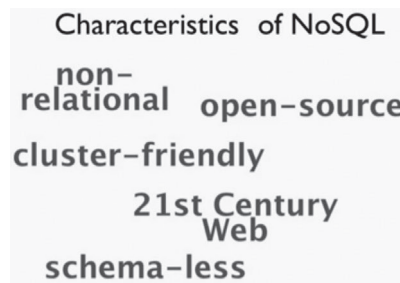 Characteristics of NoSQL
non-
relational
open-source
cluster-friendly
21st Century
Web
schema-less